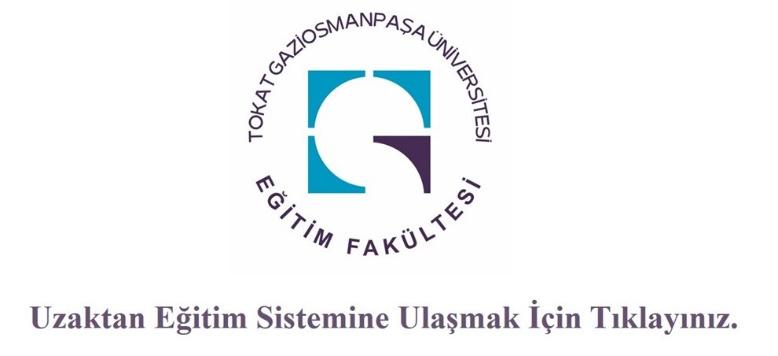 TOKAT GAZİOSMANPAŞA ÜNİVERSİTESİ
EĞİTİM FAKÜLTESİ
Uzaktan Eğitim Sistemine Ulaşmak İçin Tıklayınız.